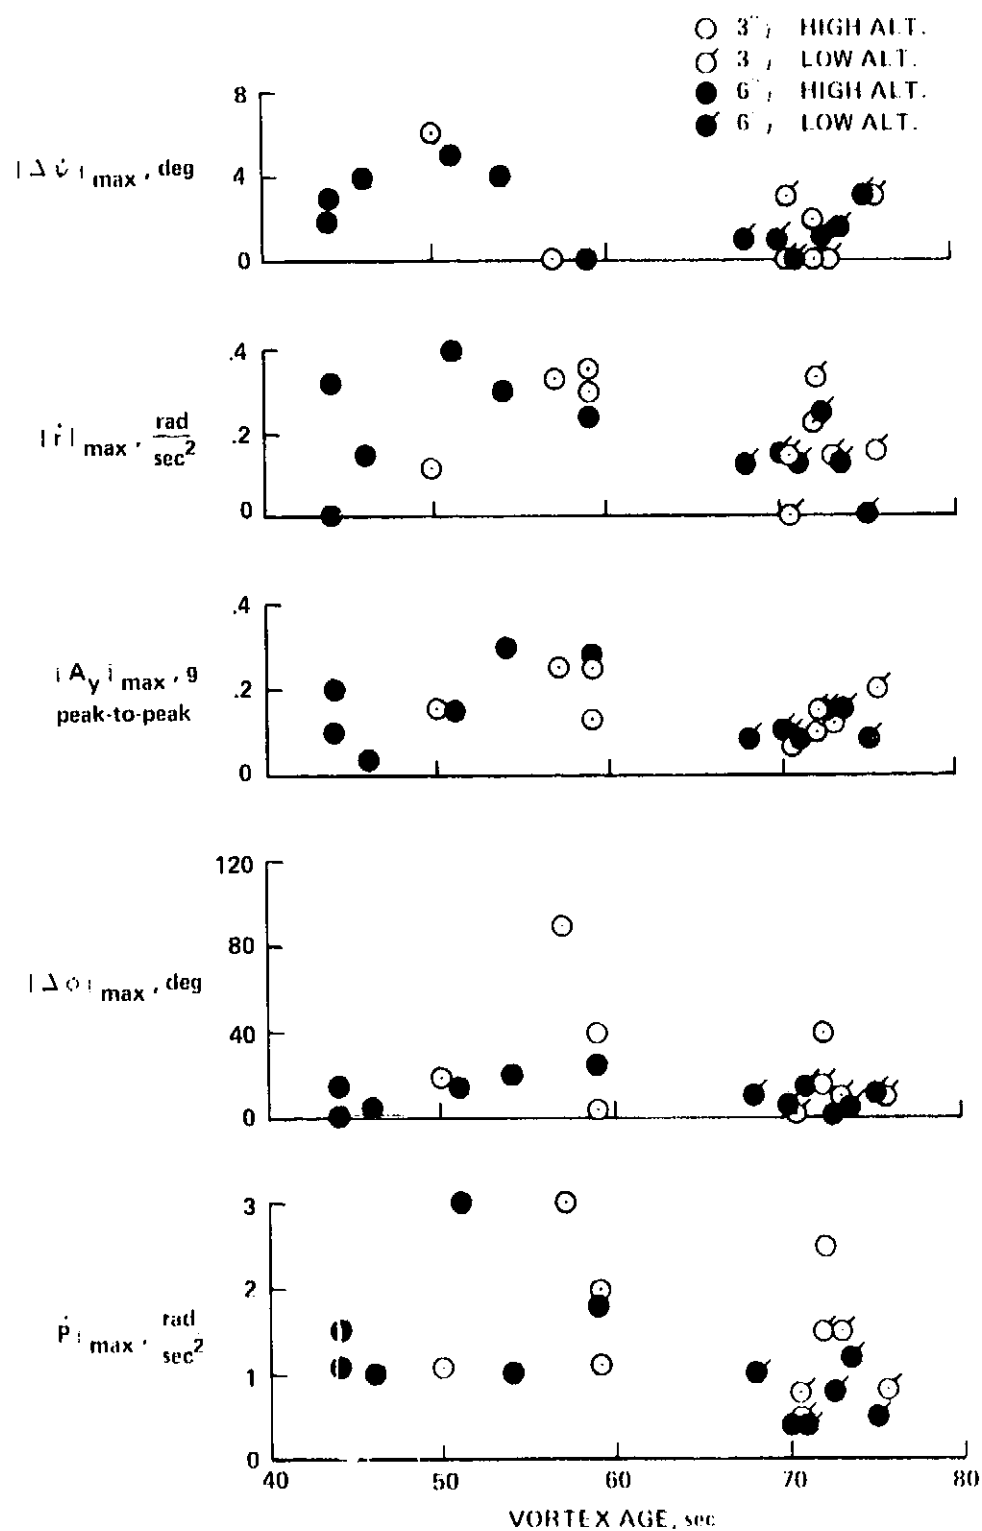 3°, HIGH ALT.
3, LOW ALT.
6°, HIGH ALT.
6°, LOW ALT.
8
4
0
max, deg
.4
.2
0
|ṙ| max, rad
sec2
.4
.2
0
|Ay| max, g
peak-to-peak
120
80
40
0
|Δφ| max, deg
3
2
1
0
ṗ| max, rad
sec2
40 50 60 70 80
VORTEX AGE, sec